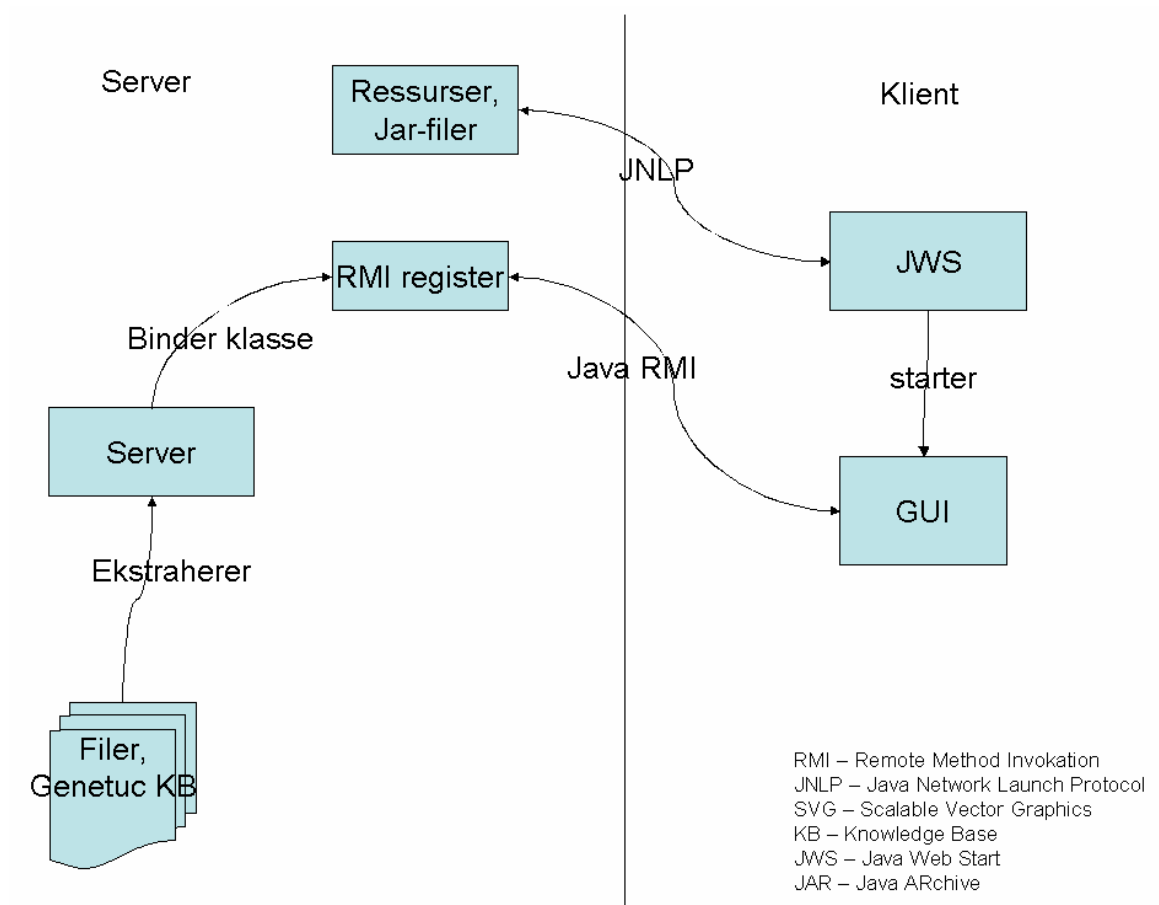 Server
Ressurser,
Jar-filer
Klient
JNLP
JWS
RMI register
Binder klasse
Java RMI
starter
Server
GUI
Ekstraherer
Filer,
Genetuc KB
RMI – Remote Method Invokation
JNLP – Java Network Launch Protocol
SVG – Scalable Vector Graphics
KB – Knowledge Base
JWS – Java Web Start
JAR – Java ARchive